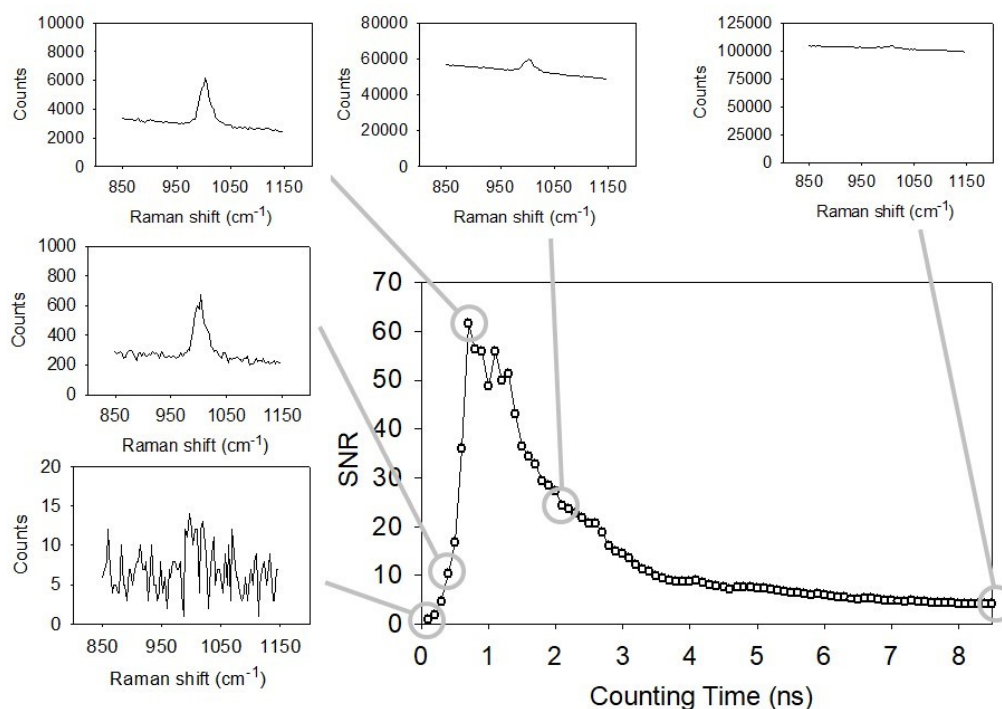 Counts
10000
8000
6000
4000
2000
0
850 950 1050 1150
Raman shift (cm⁻¹)
Counts
80000
60000
40000
20000
0
850 950 1050 1150
Raman shift (cm⁻¹)
Counts
125000
100000
75000
50000
25000
0
850 950 1050 1150
Raman shift (cm⁻¹)
Counts
1000
800
600
400
200
0
850 950 1050 1150
Raman shift (cm⁻¹)
Counts
20
15
10
5
0
850 950 1050 1150
Raman shift (cm⁻¹)
SNR
70
60
50
40
30
20
10
0
0 1 2 3 4 5 6 7 8
Counting Time (ns)